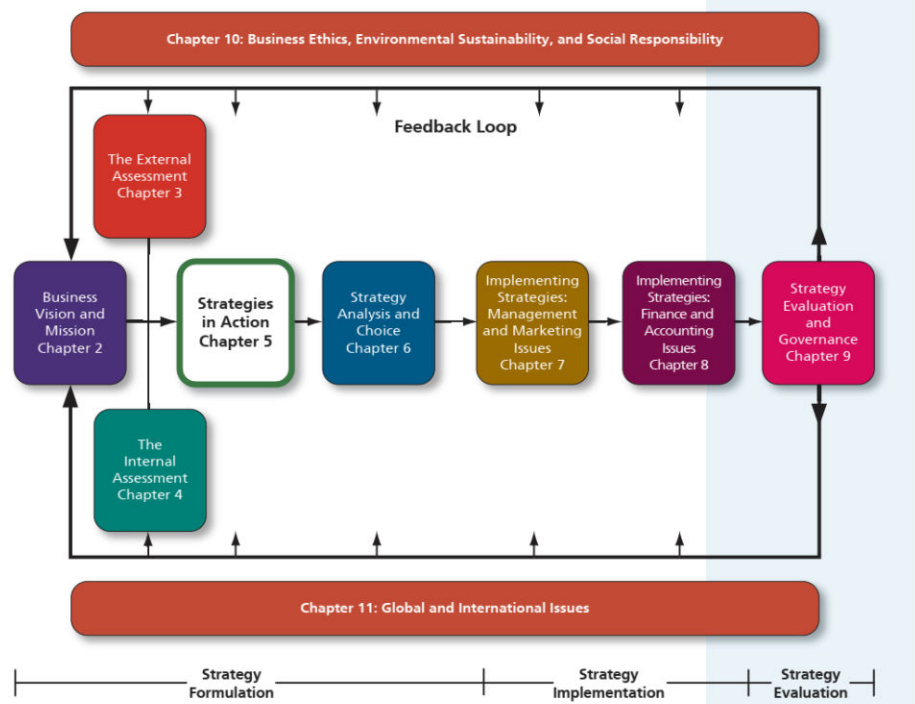 Chapter 10: Business Ethics, Environmental Sustainability, and Social Responsibility
Feedback Loop
The External
Assessment
Chapter 3
Business
Vision and
Mission
Chapter 2
Strategies
in Action
Chapter 5
Strategy
Analysis and
Choice
Chapter 6
Implementing
Strategies:
Management
and Marketing
Issues
Chapter 7
Implementing
Strategies:
Finance and
Accounting
Issues
Chapter 8
Strategy
Evaluation
and
Governance
Chapter 9
The
Internal
Assessment
Chapter 4
Chapter 11: Global and International Issues
Strategy
Formulation
Strategy
Implementation
Strategy
Evaluation